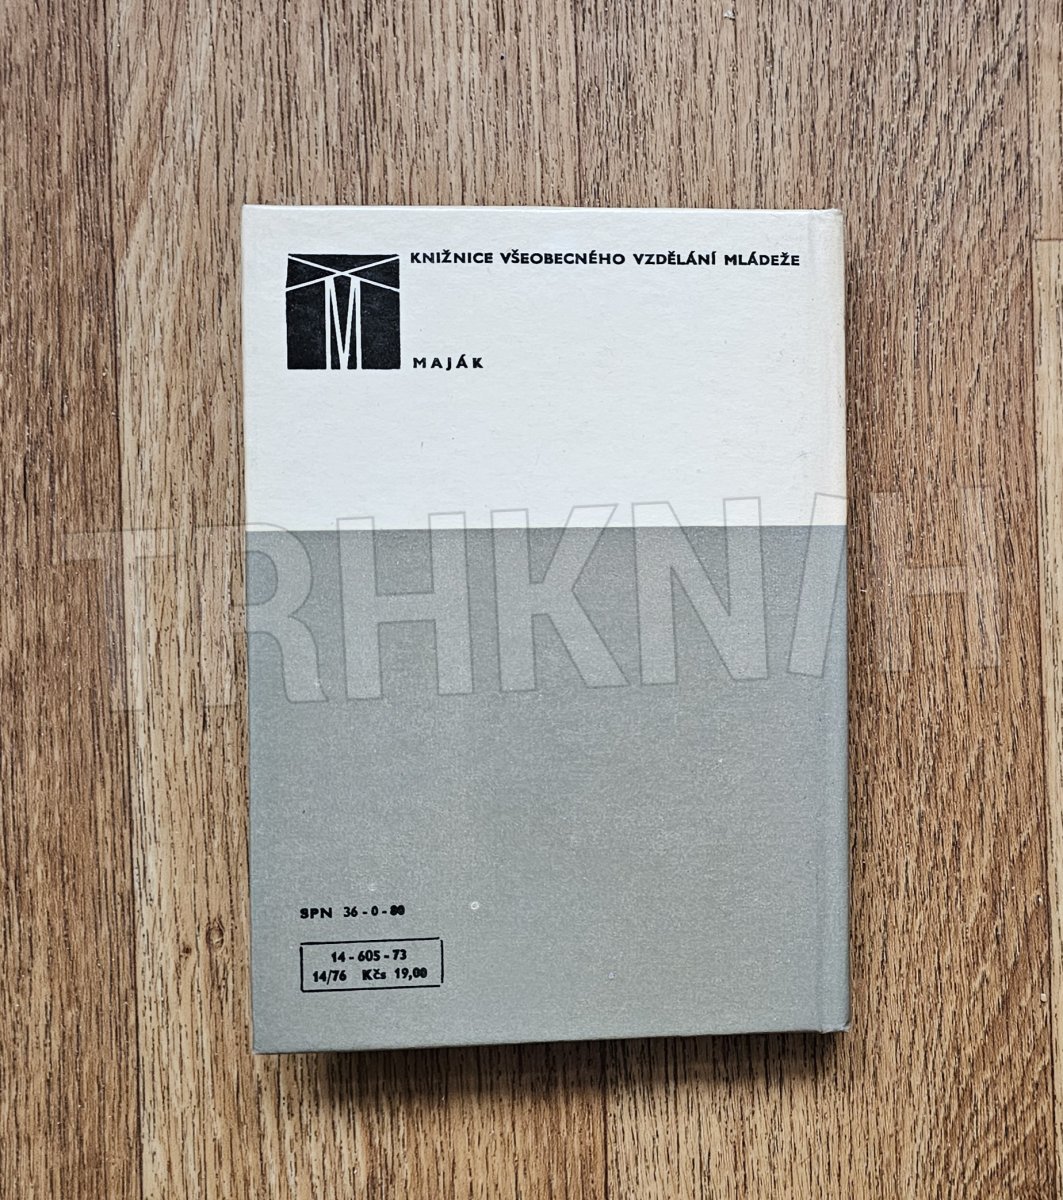 KNIŽNICE VŠEOBECNÉHO VZDĚLÁNÍ MLÁDEŽE
M
MAJÁK
TRHKNIH
SPN 36-0-80
14-605-73
14/76 Kčs 19,00